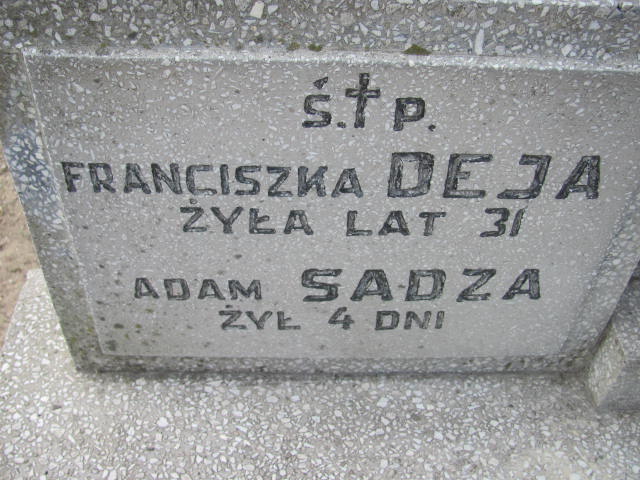 Ś.†P.
FRANCISZKA DEJA
ŻYŁA LAT 31
ADAM SADZA
ŻYŁ 4 DNI